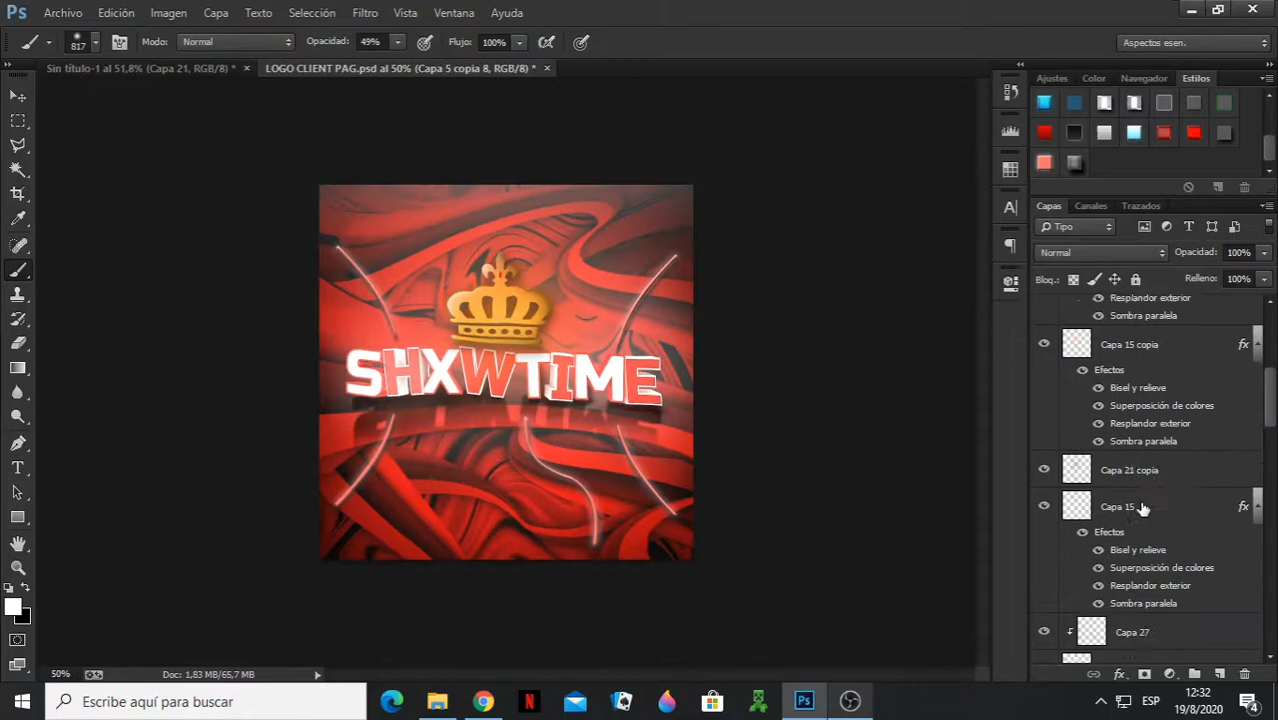 Ps Archivo Edición Imagen Capa Texto Selección Filtro Vista Ventana Ayuda
817 Modo: Normal Opacidad: 49% Flujo: 100% Aspectos esen.
Sin título-1 al 51,8% (Capa 21, RGB/8) * × LOGO CLIENT PAG.psd al 50% (Capa 5 copia 8, RGB/8) * ×
Ajustes Color Navegador Estilos
Capas Canales Trazados
Tipo
Normal Opacidad: 100%
Bloq.: Relleno: 100%
Resplandor exterior
Sombra paralela
Capa 15 copia fx
Efectos
Bisel y relieve
Superposición de colores
Resplandor exterior
Sombra paralela
Capa 21 copia
Capa 15 fx
Efectos
Bisel y relieve
Superposición de colores
Resplandor exterior
Sombra paralela
Capa 27
SHXWTIME
50% Doc: 1,83 MB/65,7 MB
Escribe aquí para buscar
ESP
12:32
19/8/2020
4